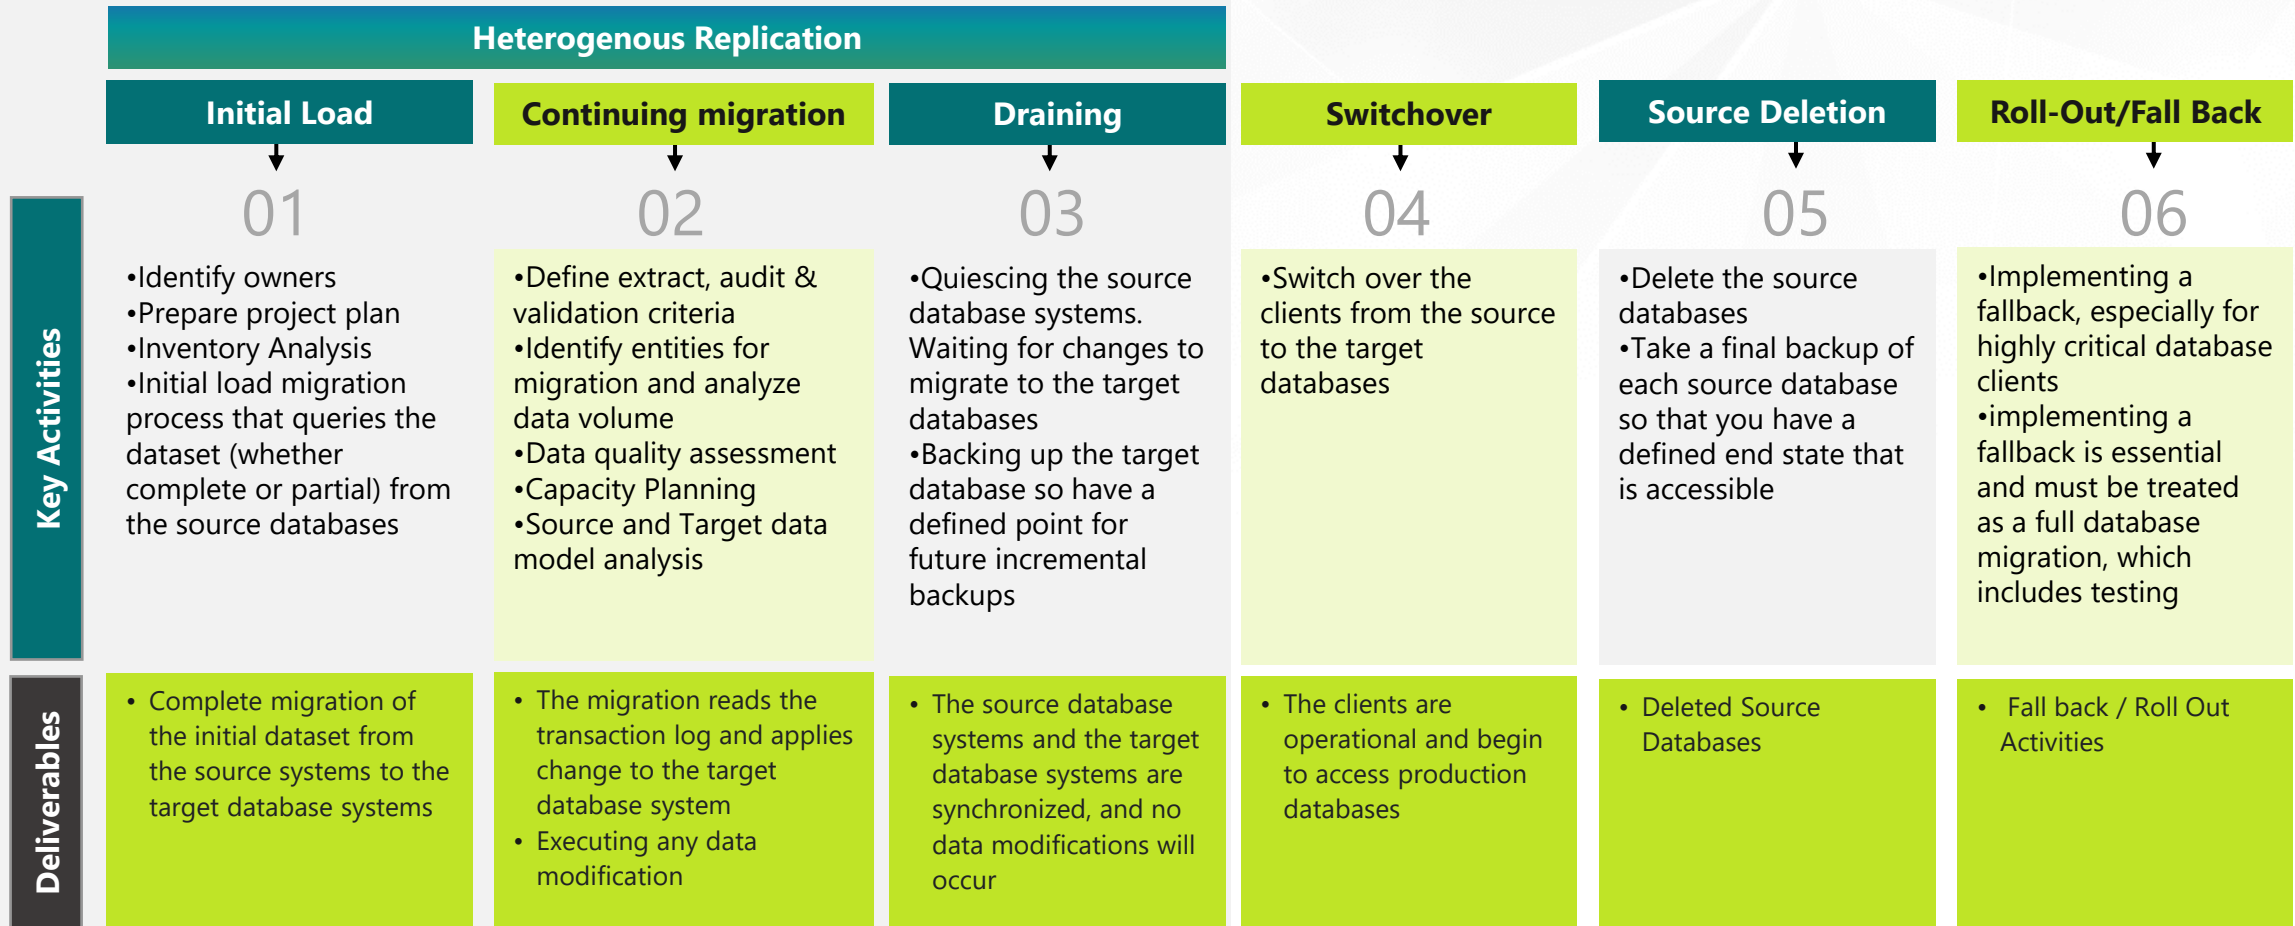 Heterogenous Replication
Initial Load
Continuing migration
Draining
Switchover
Source Deletion
Roll-Out/Fall Back
01
02
03
04
05
06
Key Activities
•Identify owners
•Prepare project plan
•Inventory Analysis
•Initial load migration
process that queries the
dataset (whether
complete or partial) from
the source databases
•Define extract, audit &
validation criteria
•Identify entities for
migration and analyze
data volume
•Data quality assessment
•Capacity Planning
•Source and Target data
model analysis
•Quiescing the source
database systems.
Waiting for changes to
migrate to the target
databases
•Backing up the target
database so have a
defined point for
future incremental
backups
•Switch over the
clients from the source
to the target
databases
•Delete the source
databases
•Take a final backup of
each source database
so that you have a
defined end state that
is accessible
•Implementing a
fallback, especially for
highly critical database
clients
•implementing a
fallback is essential
and must be treated
as a full database
migration, which
includes testing
Deliverables
• Complete migration of
the initial dataset from
the source systems to the
target database systems
• The migration reads the
transaction log and applies
change to the target
database system
• Executing any data
modification
• The source database
systems and the target
database systems are
synchronized, and no
data modifications will
occur
• The clients are
operational and begin
to access production
databases
• Deleted Source
Databases
• Fall back / Roll Out
Activities